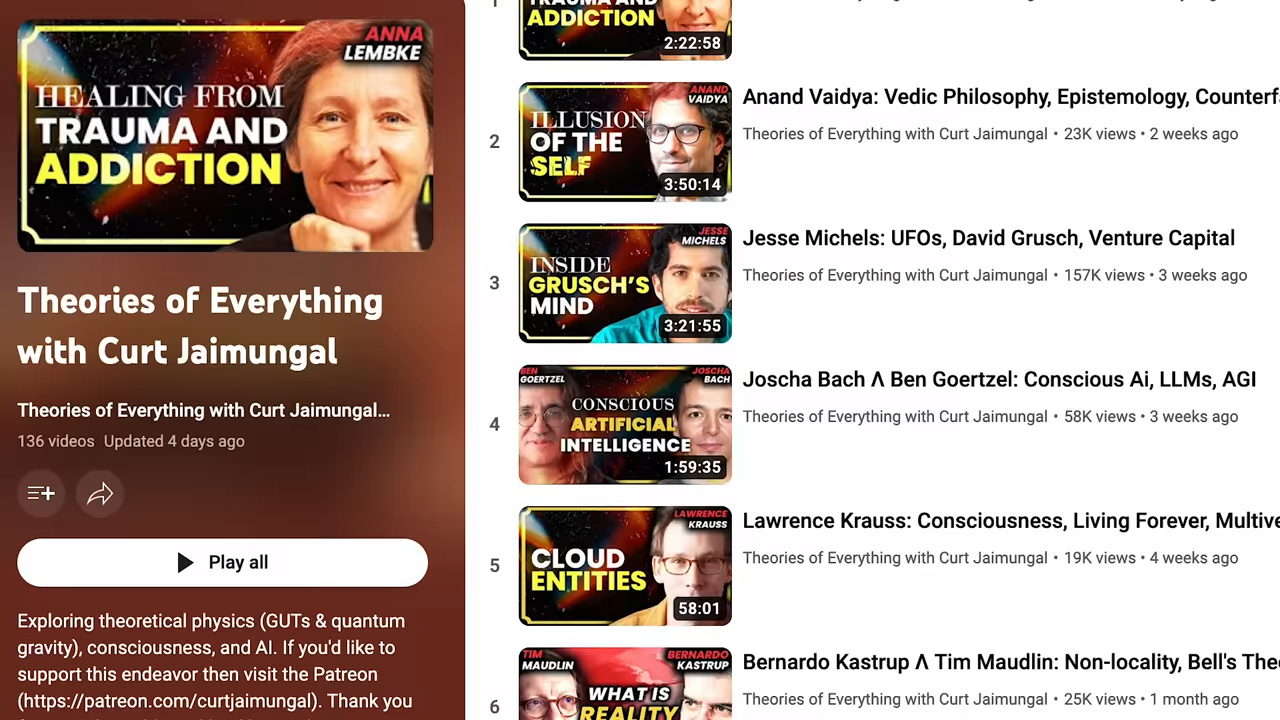 ANNA
LEMBKE
HEALING FROM
TRAUMA AND
ADDICTION
Theories of Everything
with Curt Jaimungal
Theories of Everything with Curt Jaimungal...
136 videos Updated 4 days ago
Play all
Exploring theoretical physics (GUTs & quantum
gravity), consciousness, and AI. If you'd like to
support this endeavor then visit the Patreon
(https://patreon.com/curtjaimungal). Thank you
ADDICTION
2:22:58
2
ANAND
VAIDYA
ILLUSION
OF THE
SELF
3:50:14
Anand Vaidya: Vedic Philosophy, Epistemology, Counterf
Theories of Everything with Curt Jaimungal • 23K views • 2 weeks ago
3
JESSE
MICHELS
INSIDE
GRUSCH'S
MIND
3:21:55
Jesse Michels: UFOs, David Grusch, Venture Capital
Theories of Everything with Curt Jaimungal • 157K views • 3 weeks ago
4
BEN
GOERTZEL
JOSCHA
BACH
CONSCIOUS
ARTIFICIAL
INTELLIGENCE
1:59:35
Joscha Bach Λ Ben Goertzel: Conscious Ai, LLMs, AGI
Theories of Everything with Curt Jaimungal • 58K views • 3 weeks ago
5
LAWRENCE
KRAUSS
CLOUD
ENTITIES
58:01
Lawrence Krauss: Consciousness, Living Forever, Multive
Theories of Everything with Curt Jaimungal • 19K views • 4 weeks ago
6
TIM
MAUDLIN
BERNARDO
KASTRUP
WHAT IS
REALITY
Bernardo Kastrup Λ Tim Maudlin: Non-locality, Bell's The
Theories of Everything with Curt Jaimungal • 25K views • 1 month ago